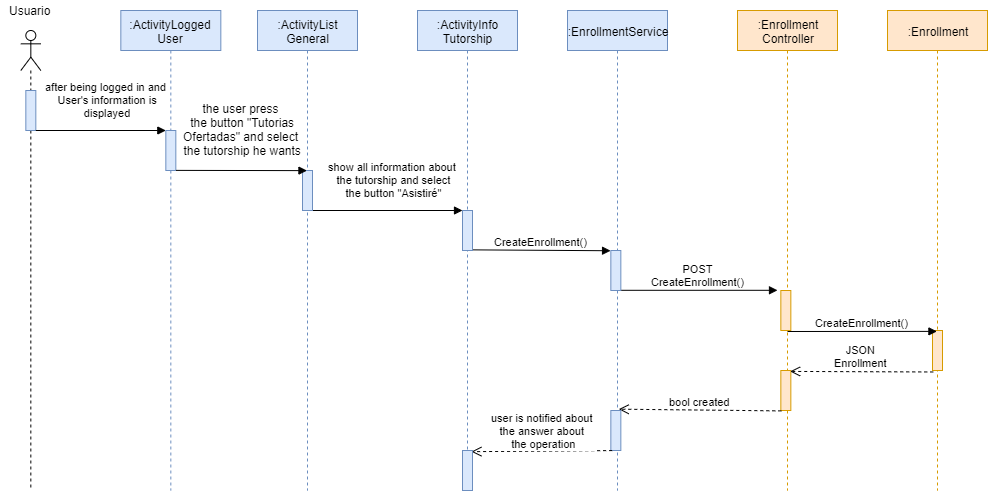 Usuario
:ActivityLogged
User
:ActivityList
General
:ActivityInfo
Tutorship
:EnrollmentService
:Enrollment
Controller
:Enrollment
after being logged in and
User's information is
displayed
the user press
the button "Tutorias
Ofertadas" and select
the tutorship he wants
show all information about
the tutorship and select
the button "Asistiré"
CreateEnrollment()
POST
CreateEnrollment()
CreateEnrollment()
JSON
Enrollment
bool created
user is notified about
the answer about
the operation